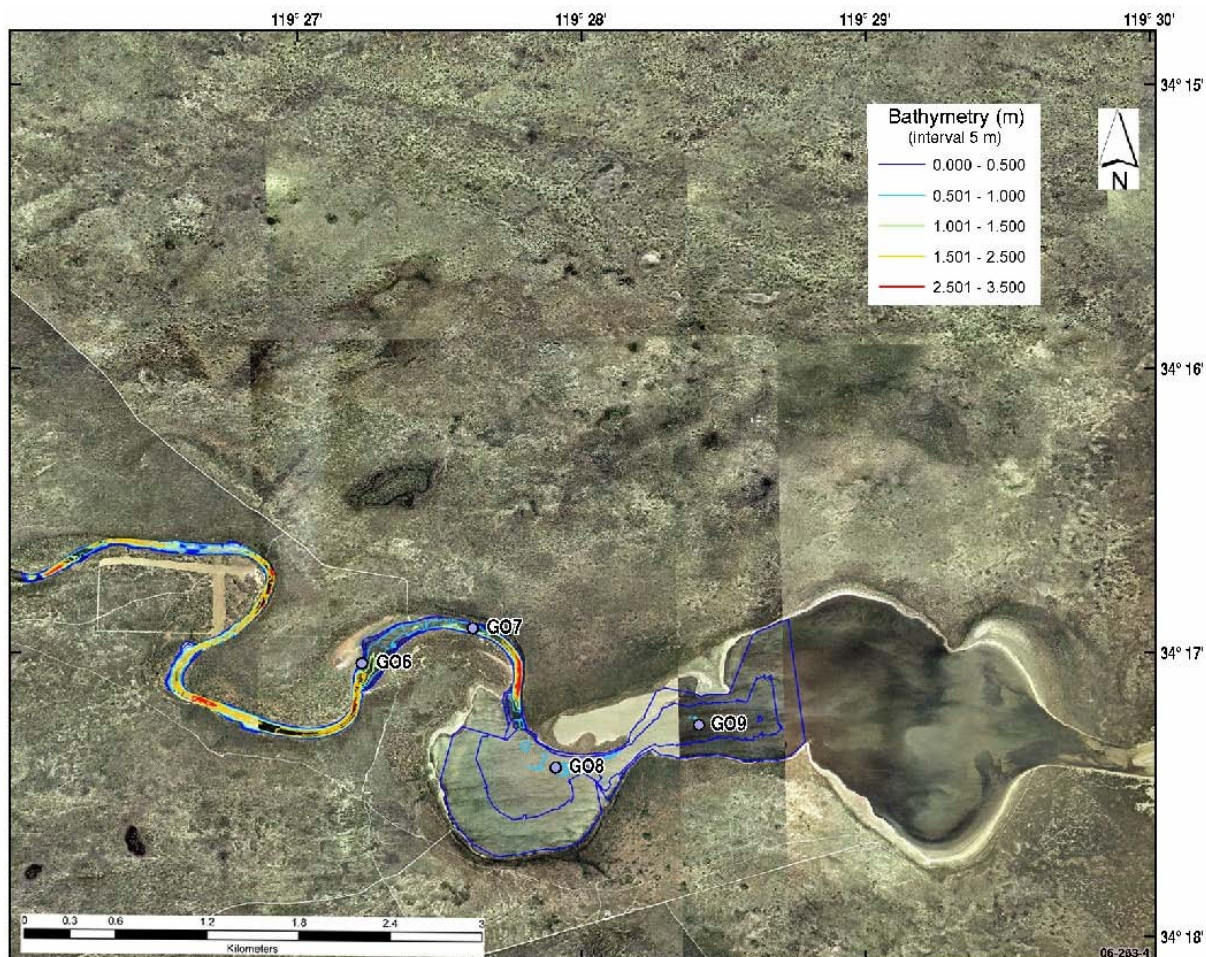 119° 27'
119° 28'
119° 29'
119° 30'
34° 15'
Bathymetry (m)
(interval 5 m)
0.000 - 0.500
0.501 - 1.000
1.001 - 1.500
1.501 - 2.500
2.501 - 3.500
N
34° 16'
34° 17'
GO7
GO6
GO9
GO8
0 0.3 0.6 1.2 1.8 2.4 3
Kilometers
34° 18'
06-263-4